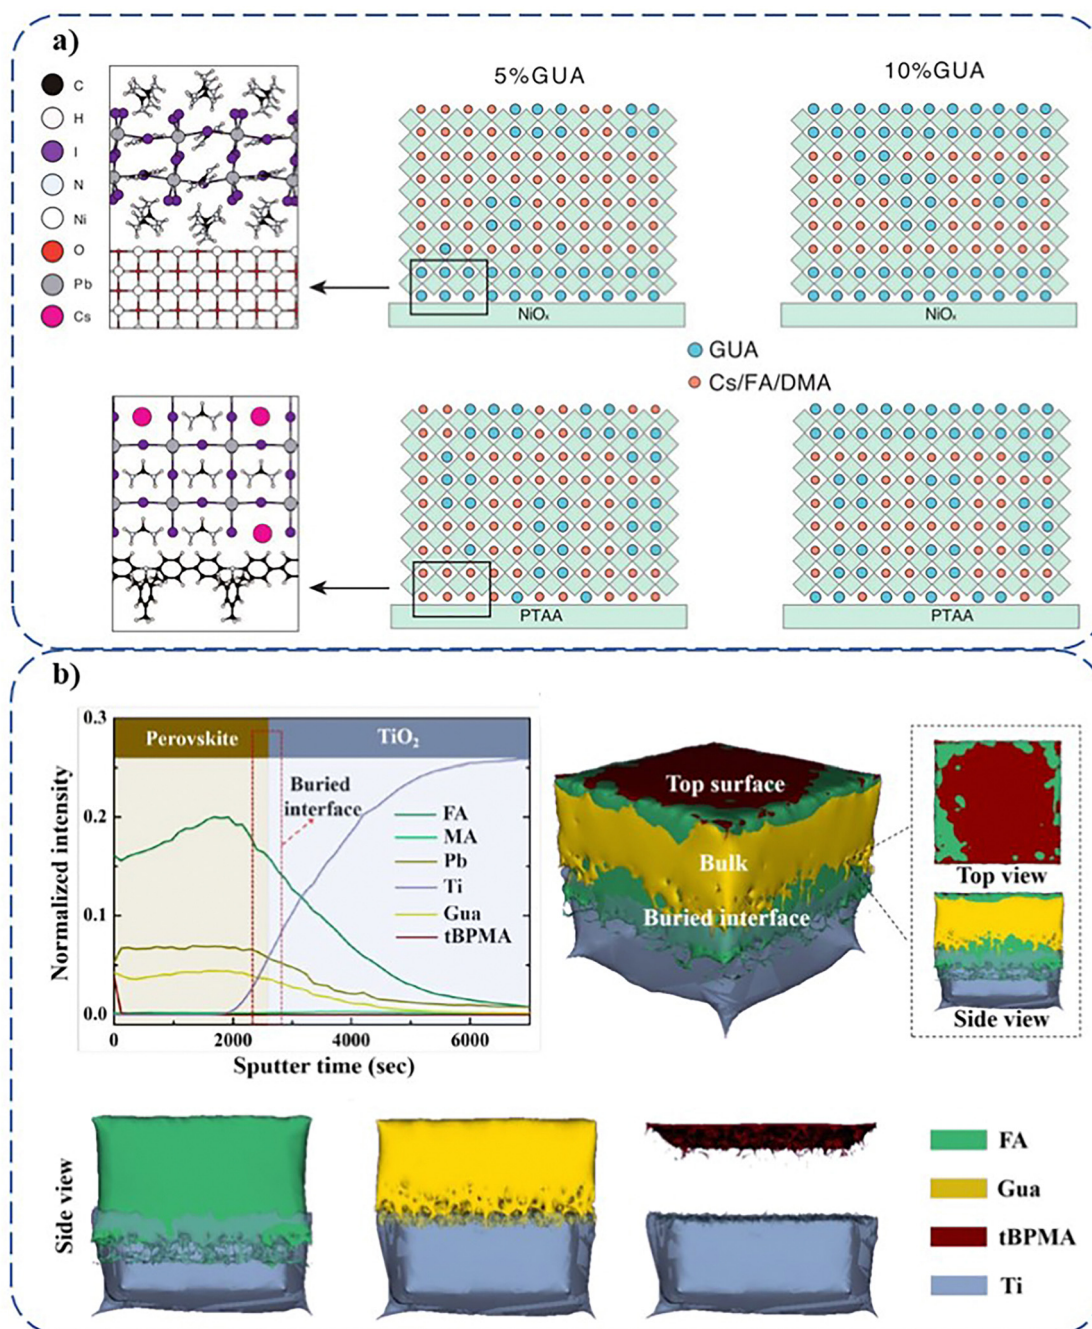 a)
C
H
I
N
Ni
O
Pb
Cs
5%GUA
10%GUA
NiOₓ
NiOₓ
GUA
Cs/FA/DMA
PTAA
PTAA
b)
0.3
0.2
0.1
0.0
Normalized intensity
Perovskite
TiO₂
Buried
interface
FA
MA
Pb
Ti
Gua
tBPMA
0
2000
4000
6000
Sputter time (sec)
Top surface
Bulk
Buried interface
Top view
Side view
Side view
FA
Gua
tBPMA
Ti